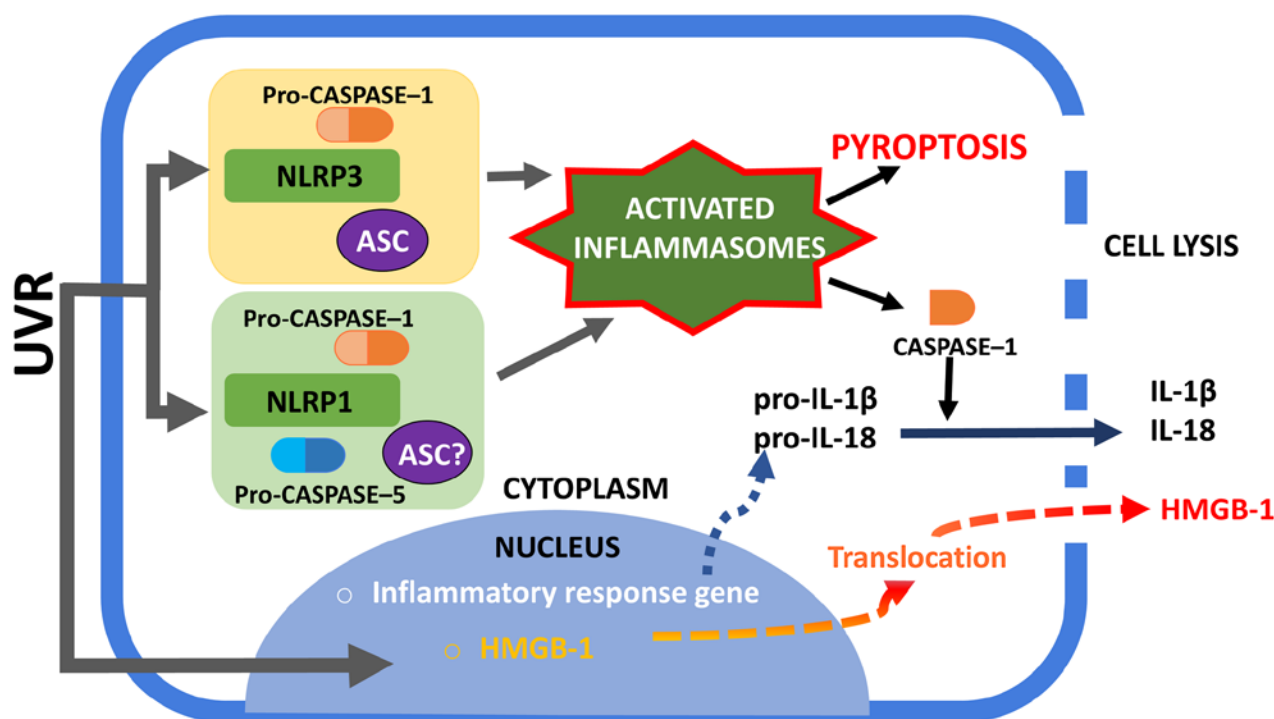 UVR
Pro-CASPASE–1
NLRP3
ASC
Pro-CASPASE–1
NLRP1
ASC?
Pro-CASPASE–5
ACTIVATED
INFLAMMASOMES
PYROPTOSIS
CASPASE–1
CELL LYSIS
pro-IL-1β
pro-IL-18
IL-1β
IL-18
CYTOPLASM
NUCLEUS
Inflammatory response gene
HMGB-1
Translocation
HMGB-1